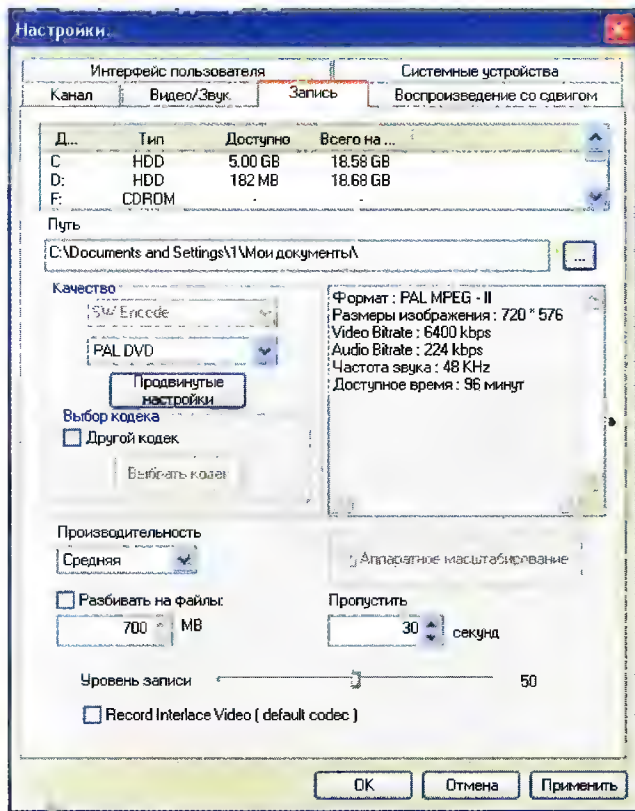 Настройки.
Интерфейс пользователя Системные устройства
Канал Видео/Звук Запись Воспроизведение со сдвигом
Д... Тип Доступно Всего на ...
C HDD 5.00 GB 18.58 GB
D: HDD 182 MB 18.68 GB
F: CDROM - -
Путь
C:\Documents and Settings\1\Мои документы\
...
Качество
SW Encode
PAL DVD
Продвинутые
настройки
Формат : PAL MPEG - II
Размеры изображения : 720 * 576
Video Bitrate : 6400 kbps
Audio Bitrate : 224 kbps
Частота звука : 48 KHz
Доступное время : 96 минут
Выбор кодека
Другой кодек
Выбрать кодек
Производительность
Средняя
Аппаратное масштабирование
Разбивать на файлы:
700 MB
Пропустить
30 секунд
Уровень записи 50
Record Interlace Video ( default codec )
OK Отмена Применить